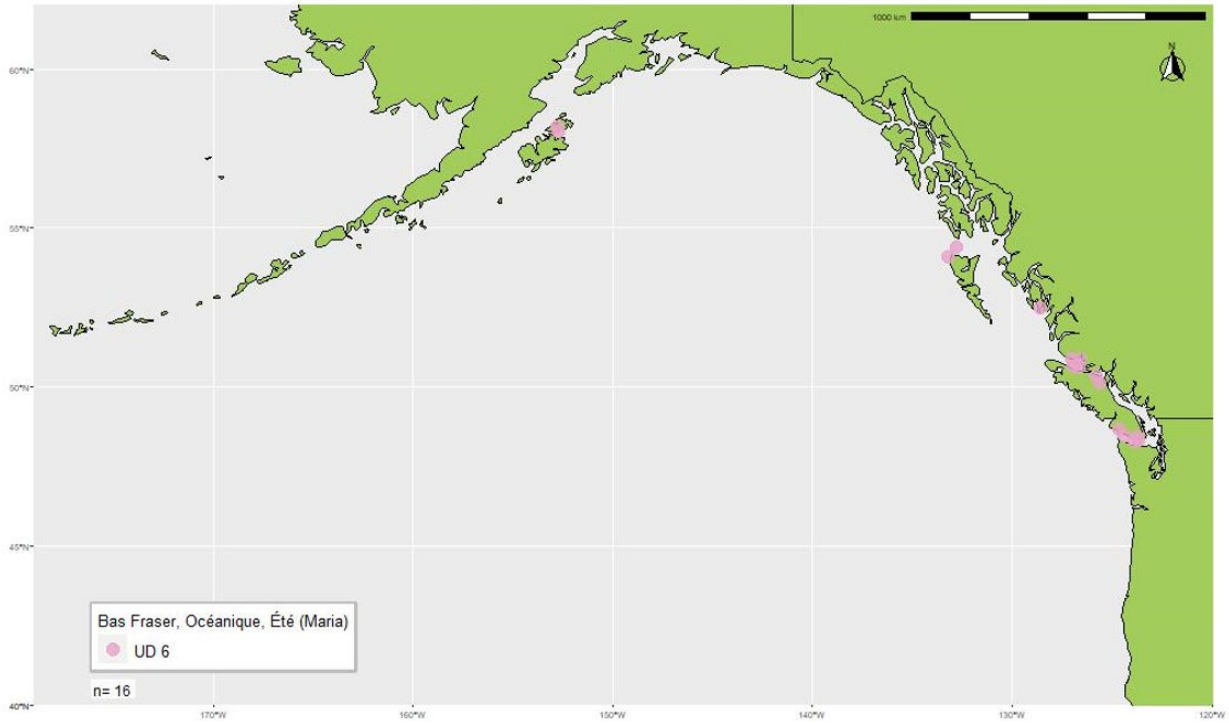 1000 km
N
60°N
55°N
50°N
45°N
40°N
Bas Fraser, Océanique, Été (Maria)
UD 6
n= 16
170°W
160°W
150°W
140°W
130°W
120°W